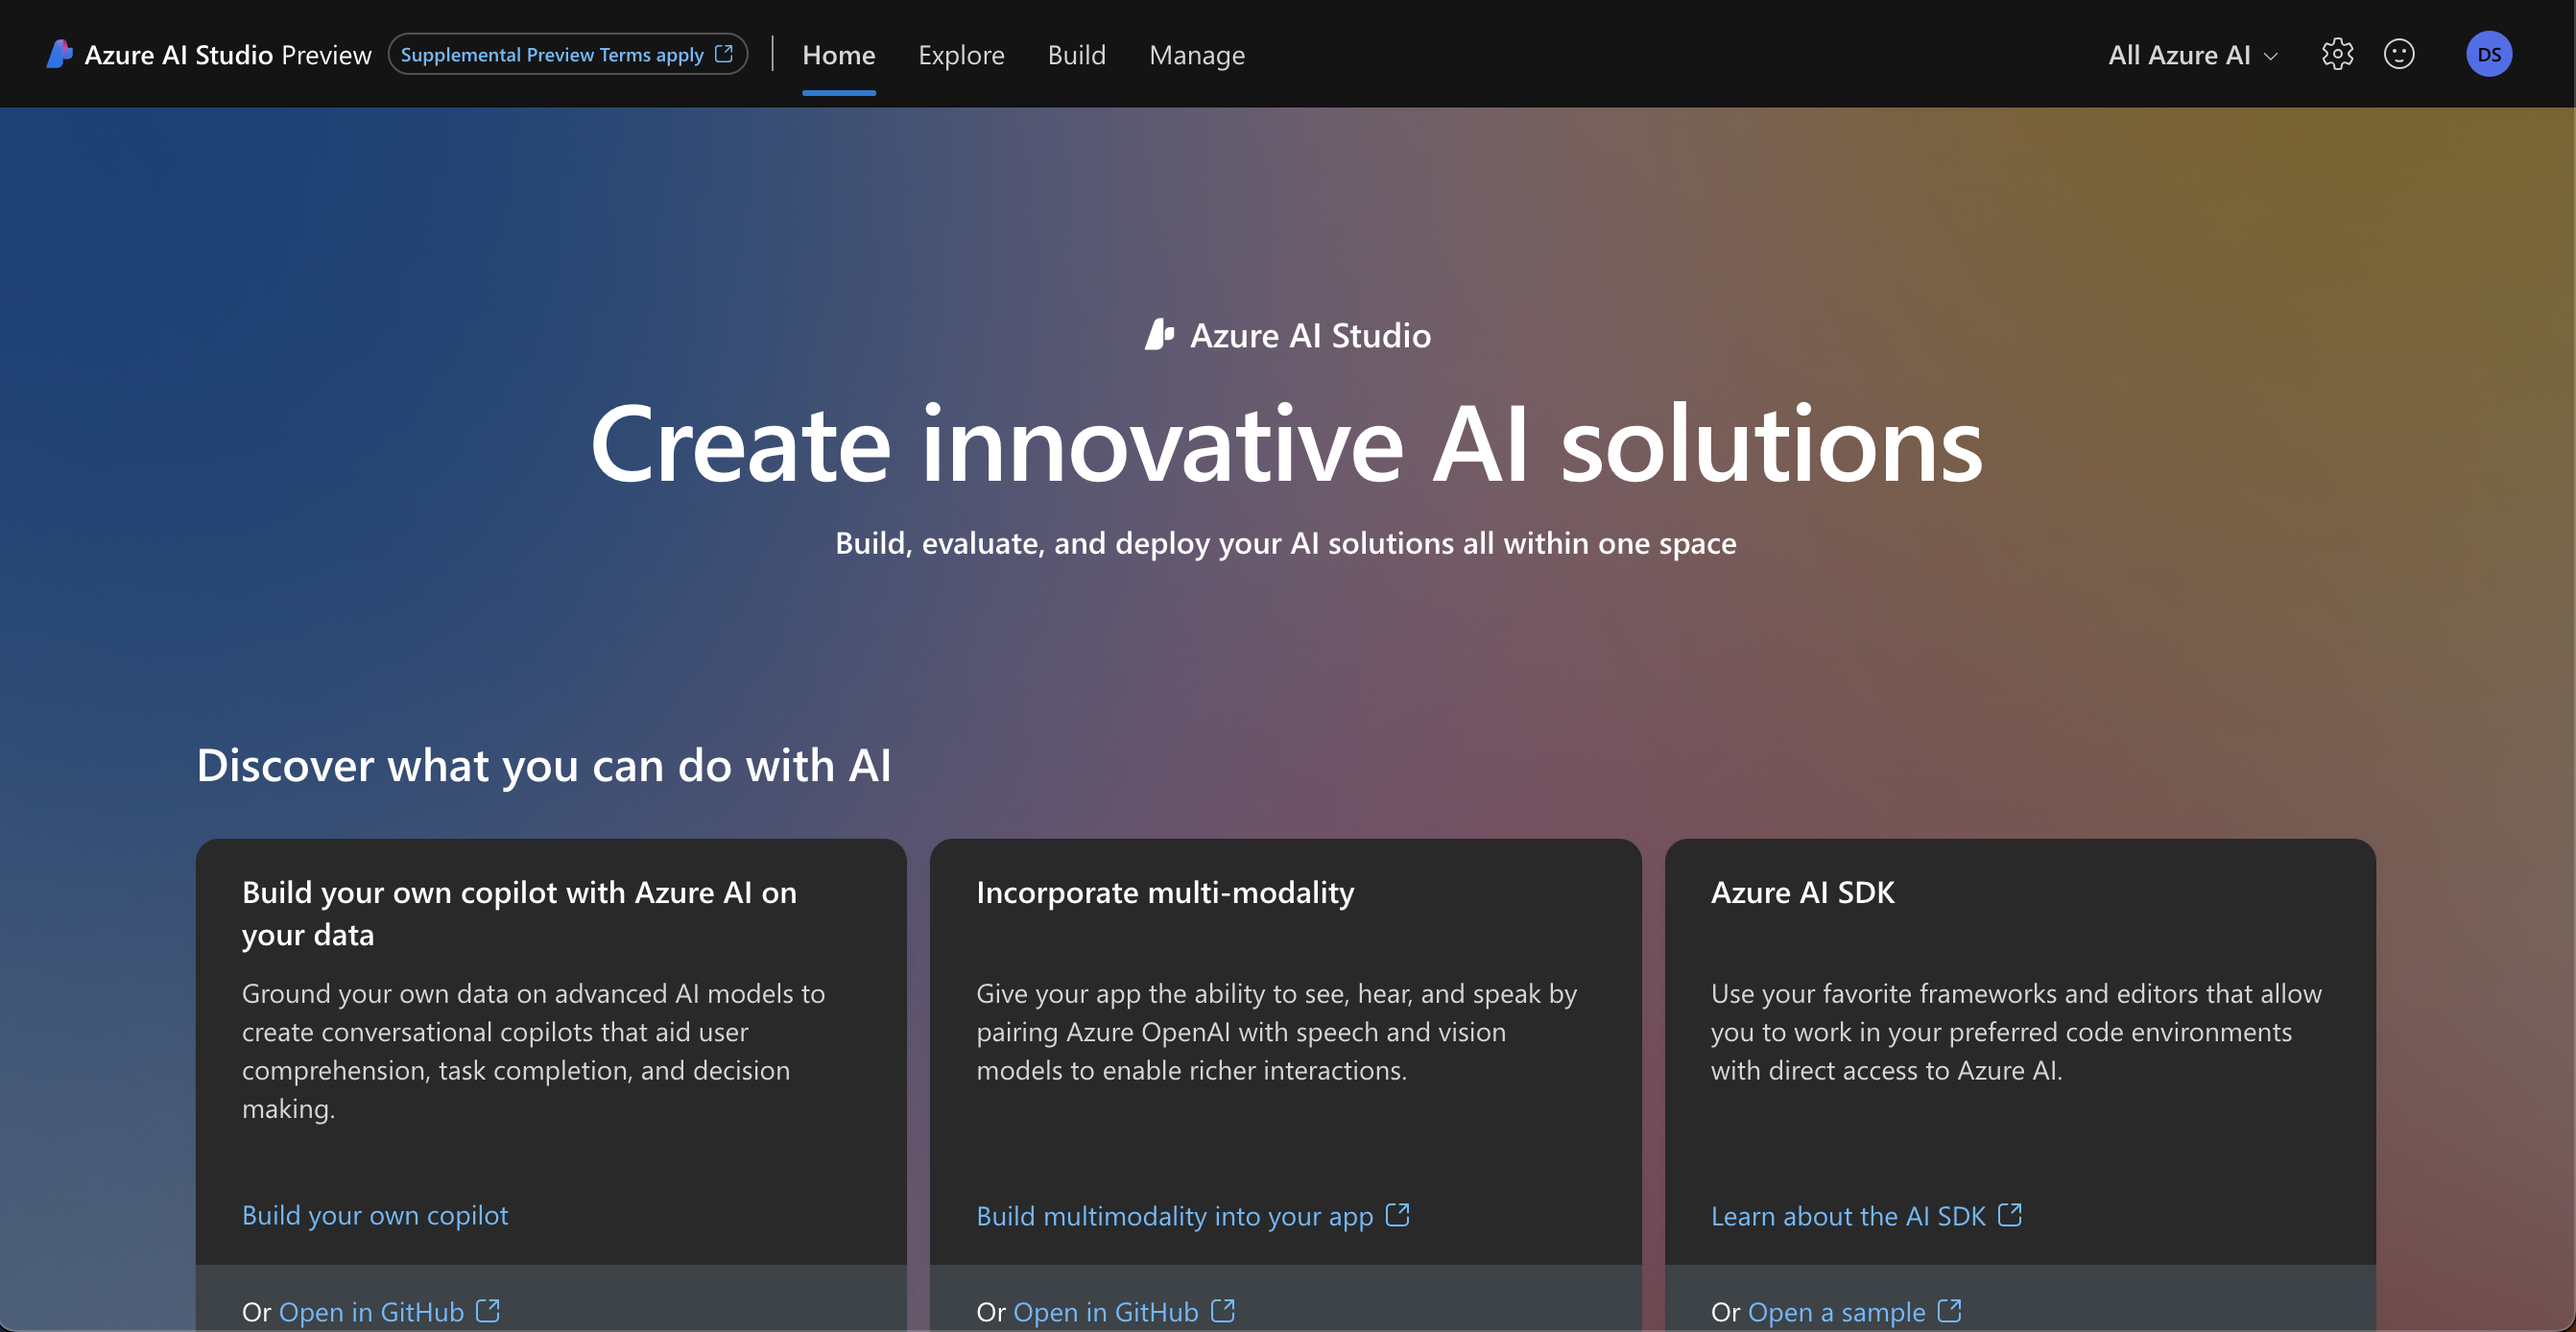 Azure AI Studio Preview
Supplemental Preview Terms apply
Home
Explore
Build
Manage
All Azure AI
DS
Azure AI Studio
Create innovative AI solutions
Build, evaluate, and deploy your AI solutions all within one space
Discover what you can do with AI
Build your own copilot with Azure AI on
your data
Ground your own data on advanced AI models to
create conversational copilots that aid user
comprehension, task completion, and decision
making.
Build your own copilot
Or Open in GitHub
Incorporate multi-modality
Give your app the ability to see, hear, and speak by
pairing Azure OpenAI with speech and vision
models to enable richer interactions.
Build multimodality into your app
Or Open in GitHub
Azure AI SDK
Use your favorite frameworks and editors that allow
you to work in your preferred code environments
with direct access to Azure AI.
Learn about the AI SDK
Or Open a sample